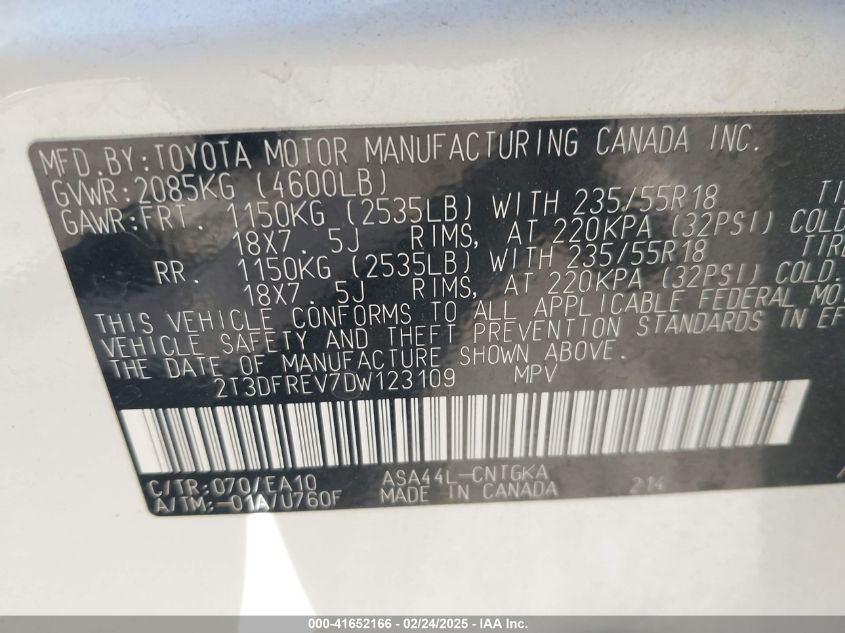 MFD.BY:TOYOTA MOTOR MANUFACTURING CANADA INC.
GVWR:2085KG (4600LB)
GAWR:FRT. 1150KG (2535LB) WITH 235/55R18 TI
18X7.5J RIMS, AT 220KPA (32PSI) COLD
RR. 1150KG (2535LB) WITH 235/55R18 TIRE
18X7.5J RIMS, AT 220KPA (32PSI) COLD.
THIS VEHICLE CONFORMS TO ALL APPLICABLE FEDERAL MO
VEHICLE SAFETY AND THEFT PREVENTION STANDARDS IN EF
THE DATE OF MANUFACTURE SHOWN ABOVE.
2T3DFREV7DW123109 MPV
C/TR:070/EA10 ASA44L-CNTGKA 214
A/TM:-01A/U760F MADE IN CANADA
000-41652166 - 02/24/2025 - IAA Inc.